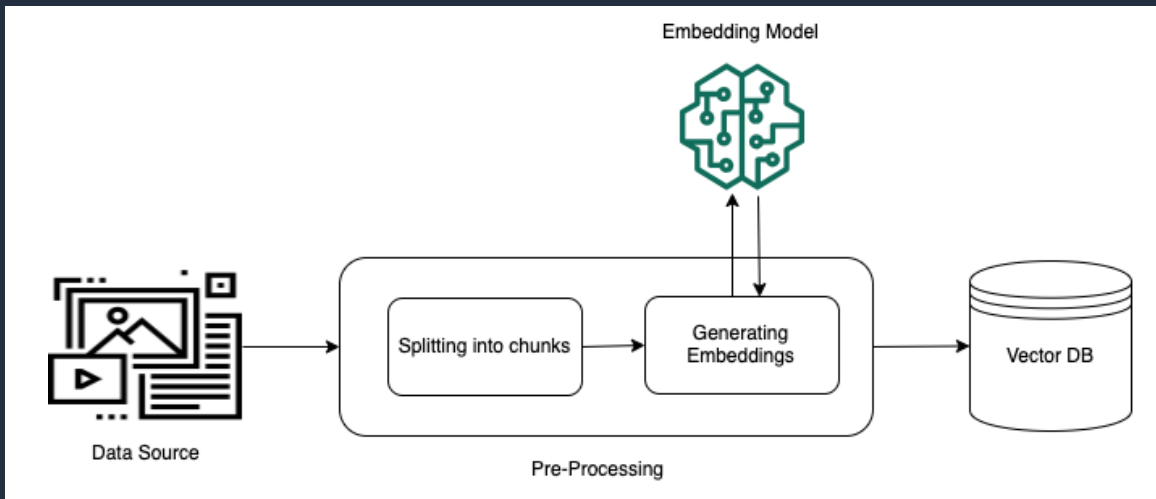 Embedding Model
Splitting into chunks
Generating
Embeddings
Vector DB
Data Source
Pre-Processing